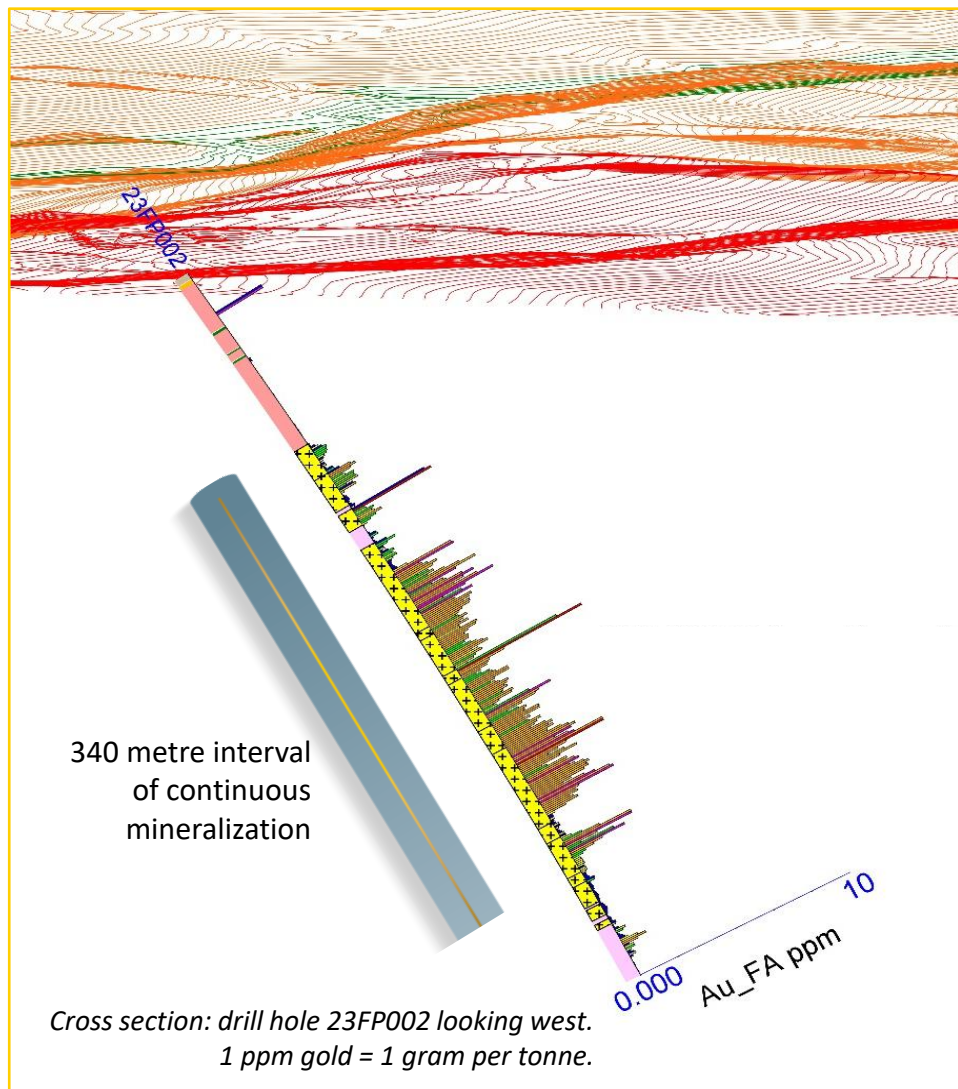 23FP002
340 metre interval
of continuous
mineralization
10
0.000
Au_FA ppm
Cross section: drill hole 23FP002 looking west.
1 ppm gold = 1 gram per tonne.